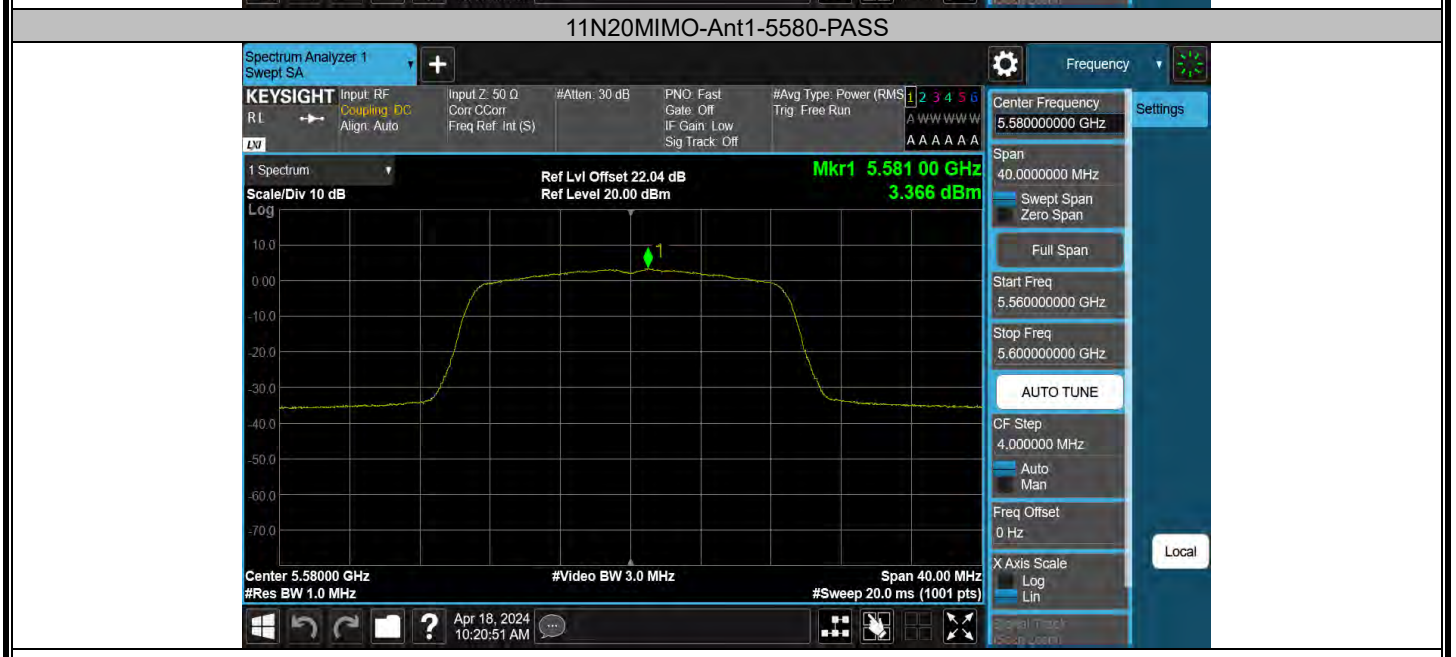 11N20MIMO-Ant1-5580-PASS
Spectrum Analyzer 1
Swept SA
Frequency
KEYSIGHT
RL
LXI
Input: RF
Coupling: DC
Align: Auto
Input Z: 50 Ω
Corr CCorr
Freq Ref: Int (S)
#Atten: 30 dB
PNO: Fast
Gate: Off
IF Gain: Low
Sig Track: Off
#Avg Type: Power (RMS
Trig: Free Run
1 2 3 4 5 6
A W W W W W
A A A A A A
Center Frequency
5.580000000 GHz
Settings
1 Spectrum
Scale/Div 10 dB
Log
Ref Lvl Offset 22.04 dB
Ref Level 20.00 dBm
Mkr1 5.581 00 GHz
3.366 dBm
Span
40.0000000 MHz
Swept Span
Zero Span
Full Span
Start Freq
5.560000000 GHz
Stop Freq
5.600000000 GHz
AUTO TUNE
CF Step
4.000000 MHz
Auto
Man
Freq Offset
0 Hz
X Axis Scale
Log
Lin
Local
10.0
1
0.00
-10.0
-20.0
-30.0
-40.0
-50.0
-60.0
-70.0
Center 5.58000 GHz
#Res BW 1.0 MHz
#Video BW 3.0 MHz
Span 40.00 MHz
#Sweep 20.0 ms (1001 pts)
?
Apr 18, 2024
10:20:51 AM